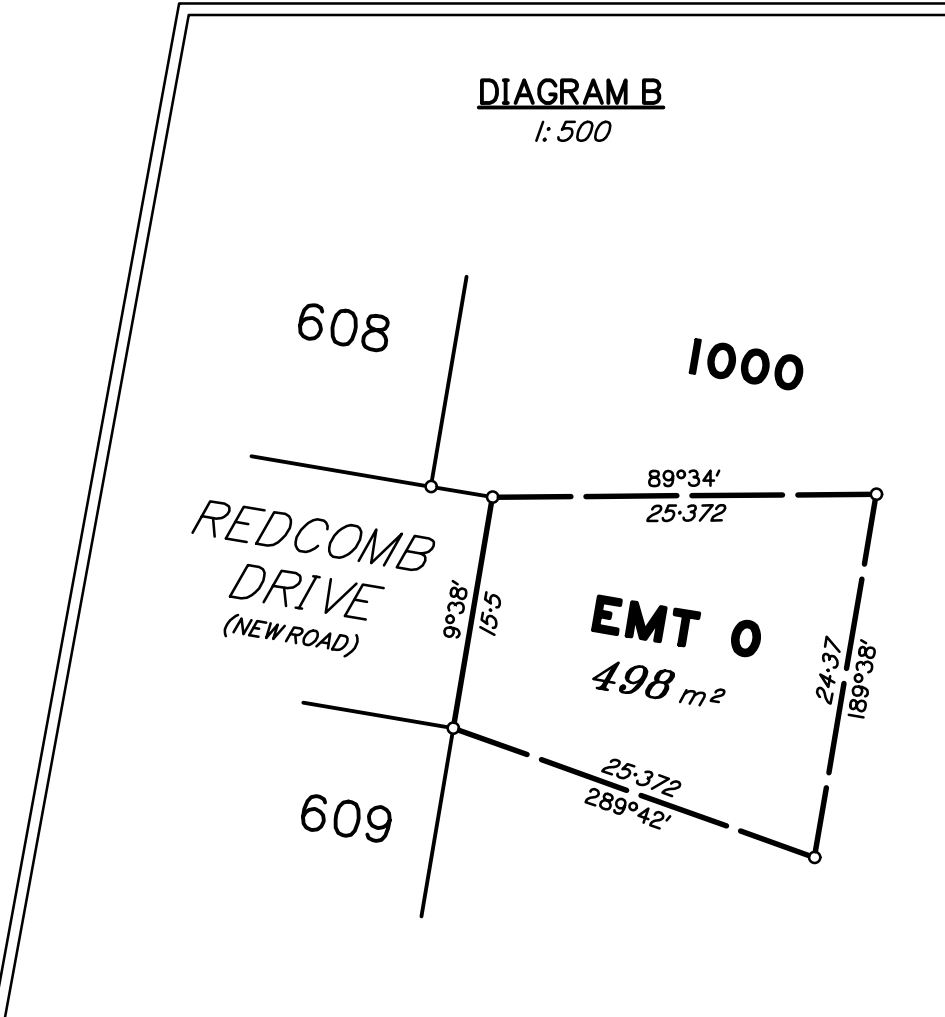 DIAGRAM B
1:500
608
1000
89°34'
25·372
REDCOMB
DRIVE
(NEW ROAD)
9°38'
15·5
EMT O
498 m²
24·37
189°38'
25·372
289°42'
609